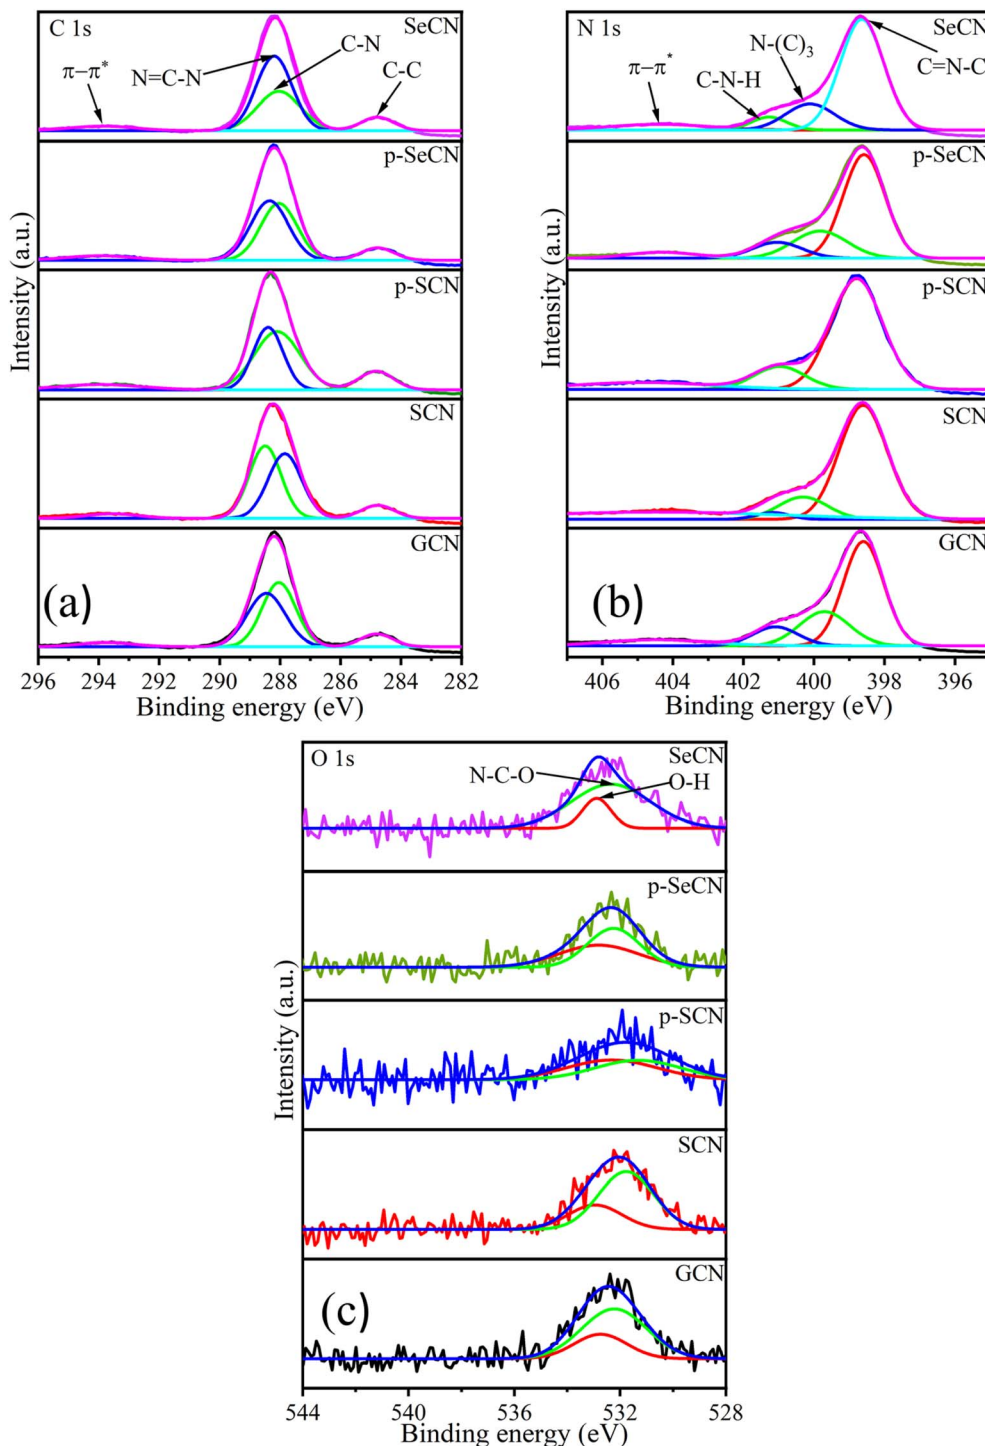 C 1s
SeCN
C-N
N=C-N
C-C
π−π*
p-SeCN
p-SCN
SCN
GCN
(a)
Intensity (a.u.)
296 294 292 290 288 286 284 282
Binding energy (eV)
N 1s
SeCN
N-(C)3
π−π*
C-N-H
C=N-C
p-SeCN
p-SCN
SCN
GCN
(b)
Intensity (a.u.)
406 404 402 400 398 396
Binding energy (eV)
O 1s
SeCN
N-C-O
O-H
p-SeCN
p-SCN
SCN
GCN
(c)
Intensity (a.u.)
544 540 536 532 528
Binding energy (eV)